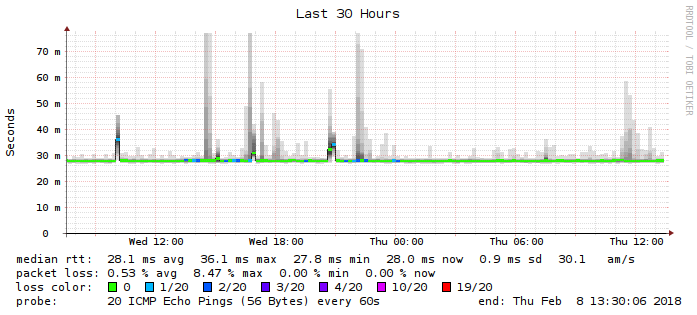 Last 30 Hours
RRDTOOL / TOBI OETIKER
Seconds
70 m
60 m
50 m
40 m
30 m
20 m
10 m
0
Wed 12:00 Wed 18:00 Thu 00:00 Thu 06:00 Thu 12:00
median rtt: 28.1 ms avg 36.1 ms max 27.8 ms min 28.0 ms now 0.9 ms sd 30.1 am/s
packet loss: 0.53 % avg 8.47 % max 0.00 % min 0.00 % now
loss color: 0 1/20 2/20 3/20 4/20 10/20 19/20
probe: 20 ICMP Echo Pings (56 Bytes) every 60s end: Thu Feb 8 13:30:06 2018